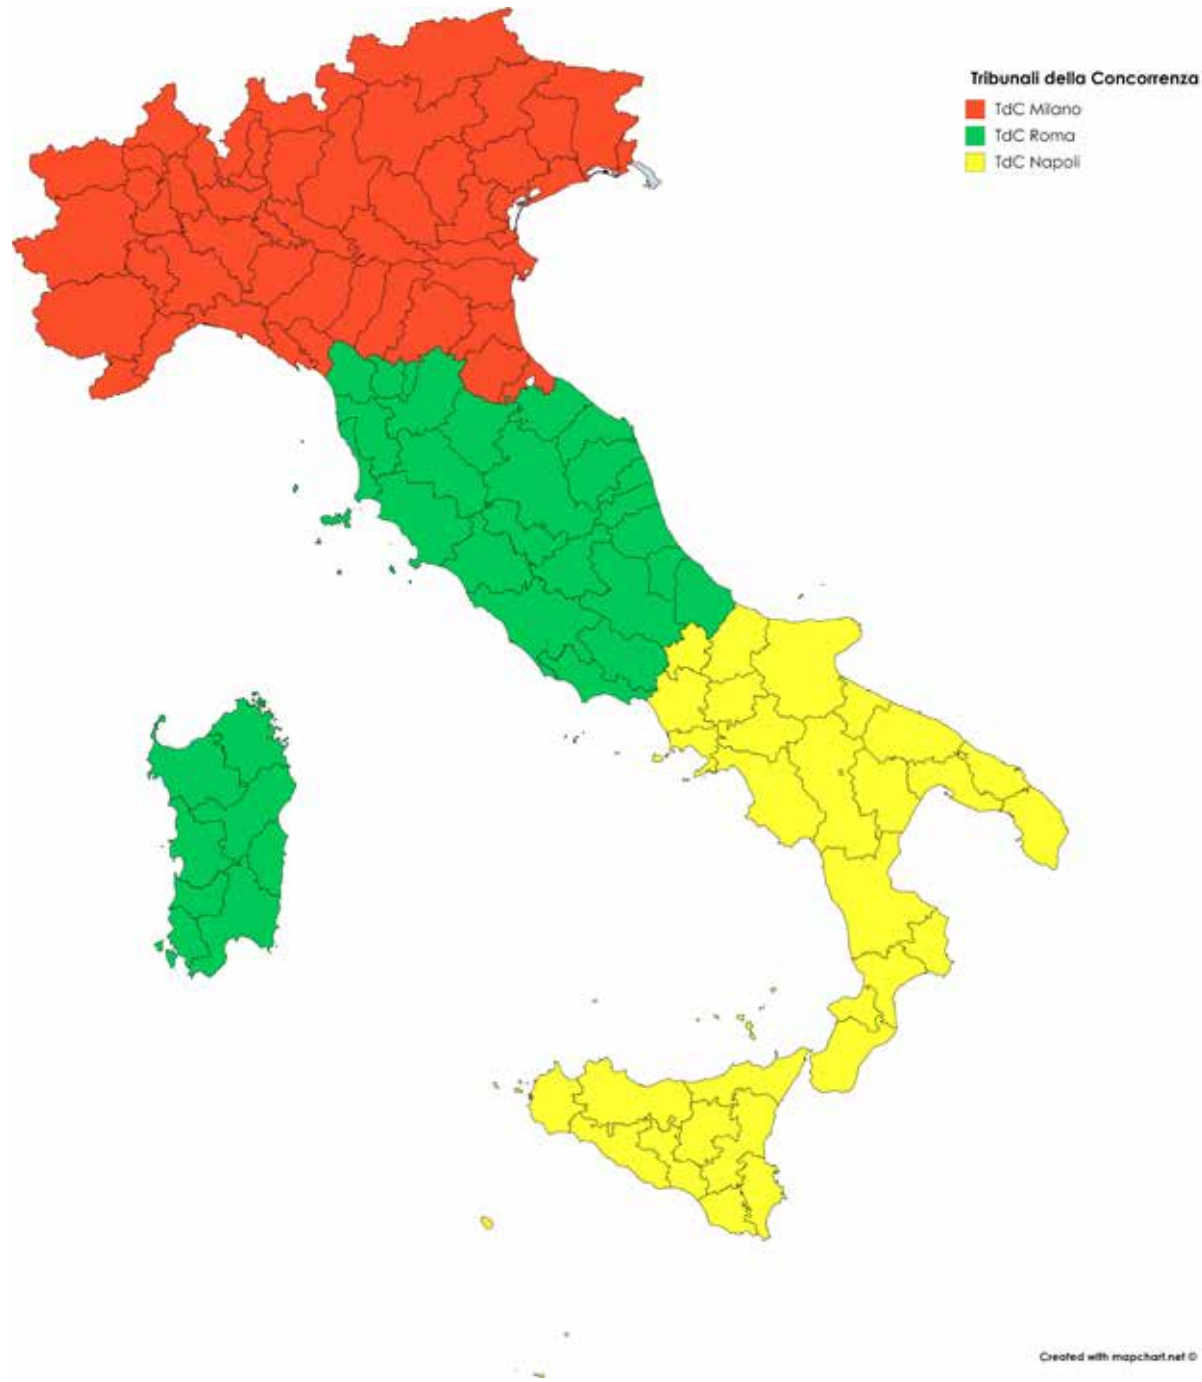 Tribunali della Concorrenza
TdC Milano
TdC Roma
TdC Napoli
Created with mapchart.net ©